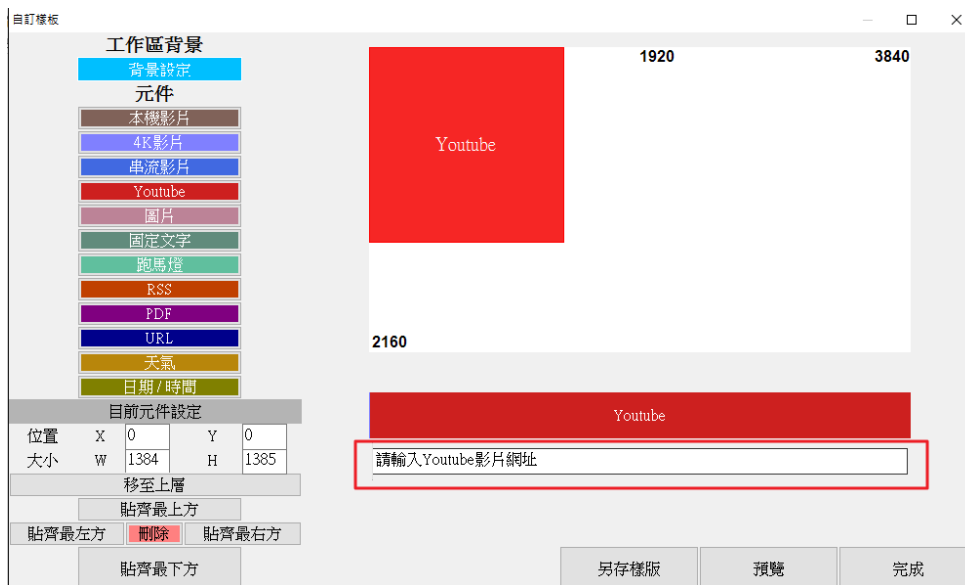 自訂樣板
工作區背景
背景設定
元件
本機影片
4K影片
串流影片
Youtube
圖片
固定文字
跑馬燈
RSS
PDF
URL
天氣
日期/時間
目前元件設定
位置 X 0 Y 0
大小 W 1384 H 1385
移至上層
貼齊最上方
貼齊最左方 刪除 貼齊最右方
貼齊最下方
1920 3840
Youtube
2160
Youtube
請輸入Youtube影片網址
另存樣版 預覽 完成